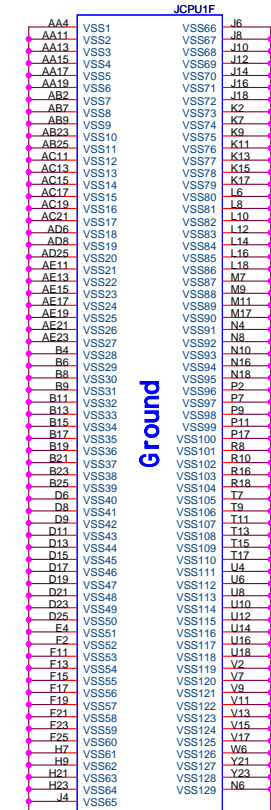 JCPU1F
AA4 VSS1 VSS66 J6
AA11 VSS2 VSS67 J8
AA13 VSS3 VSS68 J10
AA15 VSS4 VSS69 J12
AA17 VSS5 VSS70 J14
AA19 VSS6 VSS71 J16
AB2 VSS7 VSS72 J18
AB7 VSS8 VSS73 K2
AB9 VSS9 VSS74 K7
AB23 VSS10 VSS75 K9
AB25 VSS11 VSS76 K11
AC11 VSS12 VSS77 K13
AC13 VSS13 VSS78 K15
AC15 VSS14 VSS79 K17
AC17 VSS15 VSS80 L6
AC19 VSS16 VSS81 L8
AC21 VSS17 VSS82 L10
AD6 VSS18 VSS83 L12
AD8 VSS19 VSS84 L14
AD25 VSS20 VSS85 L16
AE11 VSS21 VSS86 L18
AE13 VSS22 VSS87 M7
AE15 VSS23 VSS88 M9
AE17 VSS24 VSS89 M11
AE19 VSS25 VSS90 M17
AE21 VSS26 VSS91 N4
AE23 VSS27 VSS92 N8
B4 VSS28 VSS93 N10
B6 VSS29 VSS94 N16
B8 VSS30 VSS95 N18
B9 VSS31 VSS96 P2
B11 VSS32 VSS97 P7
B13 VSS33 VSS98 P9
B15 VSS34 VSS99 P11
B17 VSS35 VSS100 P17
B19 VSS36 VSS101 R8
B21 VSS37 VSS102 R10
B23 VSS38 VSS103 R16
B25 VSS39 VSS104 R18
D6 VSS40 VSS105 T7
D8 VSS41 VSS106 T9
D9 VSS42 VSS107 T11
D11 VSS43 VSS108 T13
D13 VSS44 VSS109 T15
D15 VSS45 VSS110 T17
D17 VSS46 VSS111 U4
D19 VSS47 VSS112 U6
D21 VSS48 VSS113 U8
D23 VSS49 VSS114 U10
D25 VSS50 VSS115 U12
E4 VSS51 VSS116 U14
F2 VSS52 VSS117 U16
F11 VSS53 VSS118 U18
F13 VSS54 VSS119 V2
F15 VSS55 VSS120 V7
F17 VSS56 VSS121 V9
F19 VSS57 VSS122 V11
F21 VSS58 VSS123 V13
F23 VSS59 VSS124 V15
F25 VSS60 VSS125 V17
H7 VSS61 VSS126 W6
H9 VSS62 VSS127 Y21
H21 VSS63 VSS128 Y23
H23 VSS64 VSS129 N6
J4 VSS65
Ground